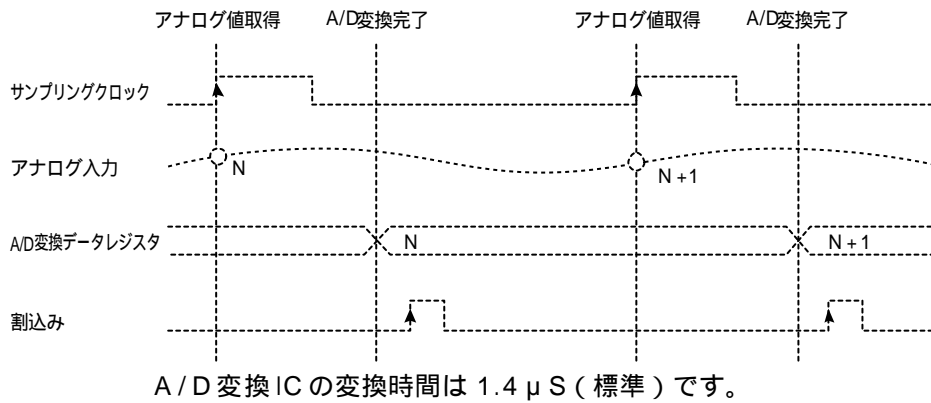 アナログ値取得 A/D変換完了 アナログ値取得 A/D変換完了
サンプリングクロック
アナログ入力 N N+1
A/D変換データレジスタ N N+1
割込み
A/D変換ICの変換時間は1.4μS(標準)です。